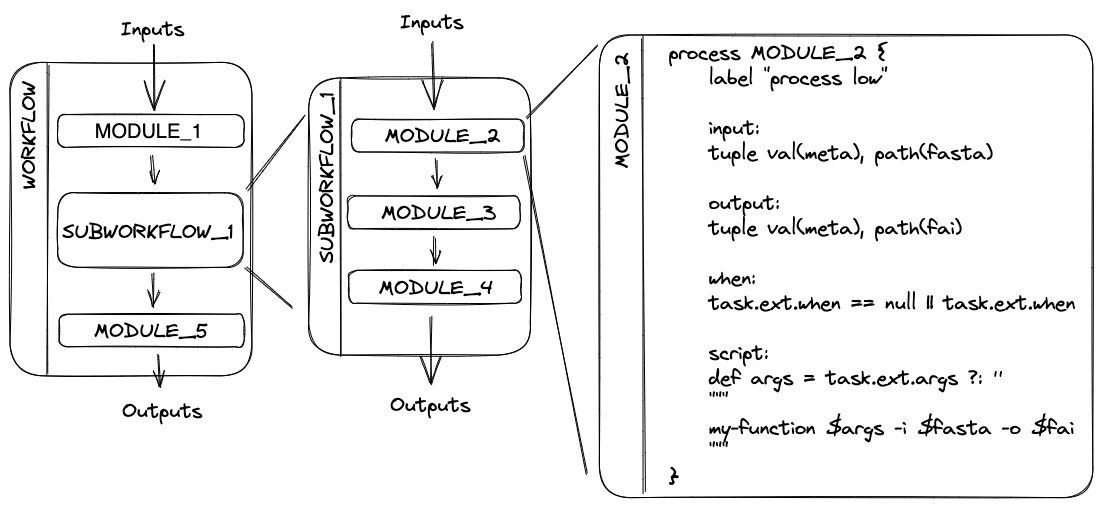 Inputs
WORKFLOW
MODULE_1
SUBWORKFLOW_1
MODULE_5
Outputs
Inputs
SUBWORKFLOW_1
MODULE_2
MODULE_3
MODULE_4
Outputs
MODULE_2
process MODULE_2 {
label "process low"
input:
tuple val(meta), path(fasta)
output:
tuple val(meta), path(fai)
when:
task.ext.when == null || task.ext.when
script:
def args = task.ext.args ?: ''
"""
my-function $args -i $fasta -o $fai
"""
}